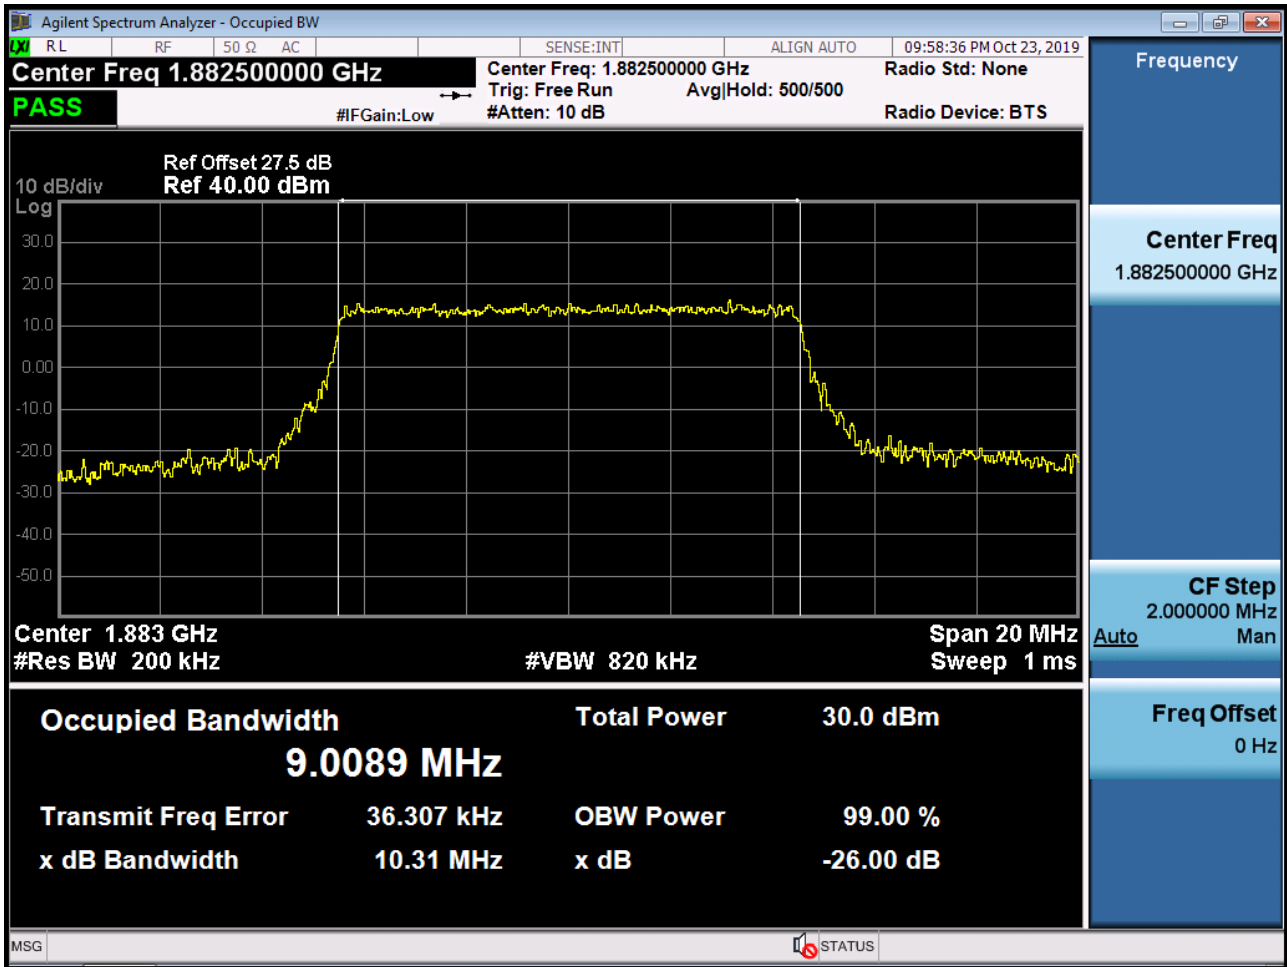 Agilent Spectrum Analyzer - Occupied BW
LXI RL RF 50 Ω AC SENSE:INT ALIGN AUTO 09:58:36 PM Oct 23, 2019
Center Freq 1.882500000 GHz
PASS
#IFGain:Low
Center Freq: 1.882500000 GHz
Trig: Free Run Avg|Hold: 500/500
#Atten: 10 dB
Radio Std: None
Radio Device: BTS
Ref Offset 27.5 dB
10 dB/div Ref 40.00 dBm
Log
30.0
20.0
10.0
0.00
-10.0
-20.0
-30.0
-40.0
-50.0
Center 1.883 GHz Span 20 MHz
#Res BW 200 kHz #VBW 820 kHz Sweep 1 ms
Occupied Bandwidth Total Power 30.0 dBm
9.0089 MHz
Transmit Freq Error 36.307 kHz OBW Power 99.00 %
x dB Bandwidth 10.31 MHz x dB -26.00 dB
Frequency
Center Freq
1.882500000 GHz
CF Step
2.000000 MHz
Auto Man
Freq Offset
0 Hz
MSG STATUS